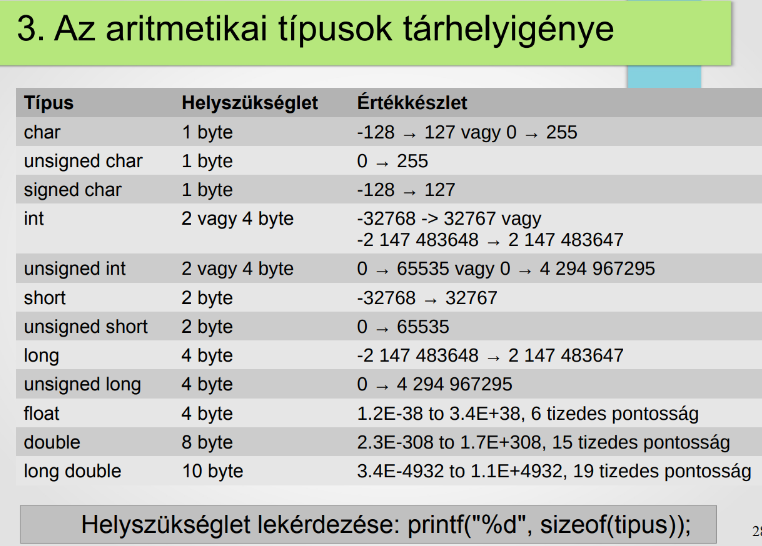 3. Az aritmetikai típusok tárhelyigénye
Típus Helyszükséglet Értékkészlet
char 1 byte -128 → 127 vagy 0 → 255
unsigned char 1 byte 0 → 255
signed char 1 byte -128 → 127
int 2 vagy 4 byte -32768 -> 32767 vagy
-2 147 483648 → 2 147 483647
unsigned int 2 vagy 4 byte 0 → 65535 vagy 0 → 4 294 967295
short 2 byte -32768 → 32767
unsigned short 2 byte 0 → 65535
long 4 byte -2 147 483648 → 2 147 483647
unsigned long 4 byte 0 → 4 294 967295
float 4 byte 1.2E-38 to 3.4E+38, 6 tizedes pontosság
double 8 byte 2.3E-308 to 1.7E+308, 15 tizedes pontosság
long double 10 byte 3.4E-4932 to 1.1E+4932, 19 tizedes pontosság
Helyszükséglet lekérdezése: printf("%d", sizeof(tipus));